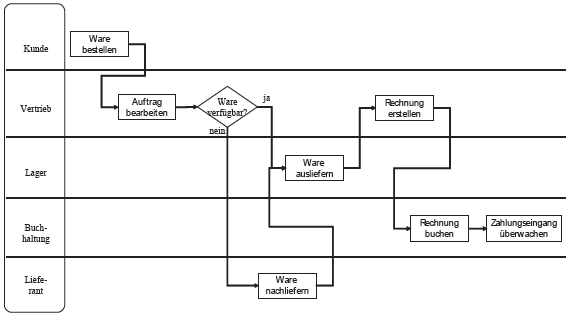 Kunde
Ware
bestellen
Vertrieb
Auftrag
bearbeiten
Ware
verfügbar?
ja
nein
Rechnung
erstellen
Lager
Ware
ausliefern
Buch-
haltung
Rechnung
buchen
Zahlungseingang
überwachen
Liefe-
rant
Ware
nachliefern